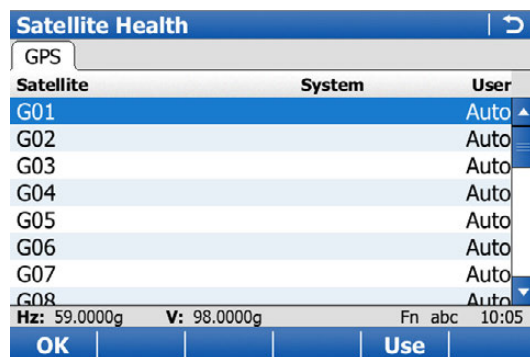 Satellite Health
GPS
Satellite System User
G01 Auto
G02 Auto
G03 Auto
G04 Auto
G05 Auto
G06 Auto
G07 Auto
G08 Auto
Hz: 59.0000g V: 98.0000g Fn abc 10:05
OK Use